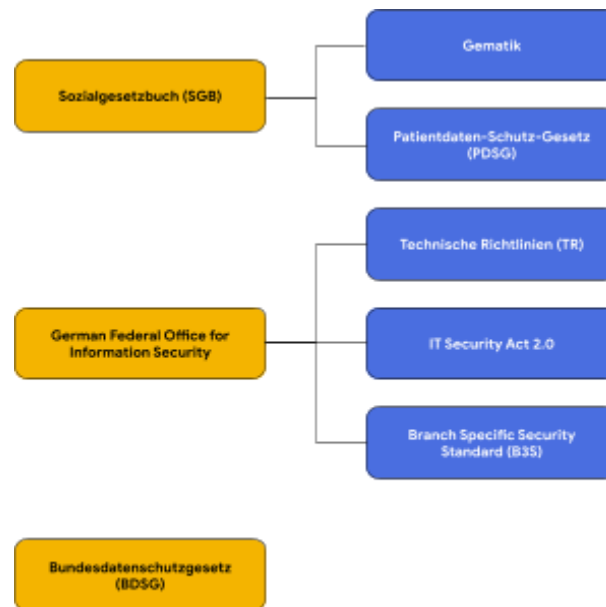 Gematik
Sozialgesetzbuch (SGB)
Patientdaten-Schutz-Gesetz
(PDSG)
Technische Richtlinien (TR)
German Federal Office for
Information Security
IT Security Act 2.0
Branch Specific Security
Standard (B3S)
Bundesdatenschutzgesetz
(BDSG)